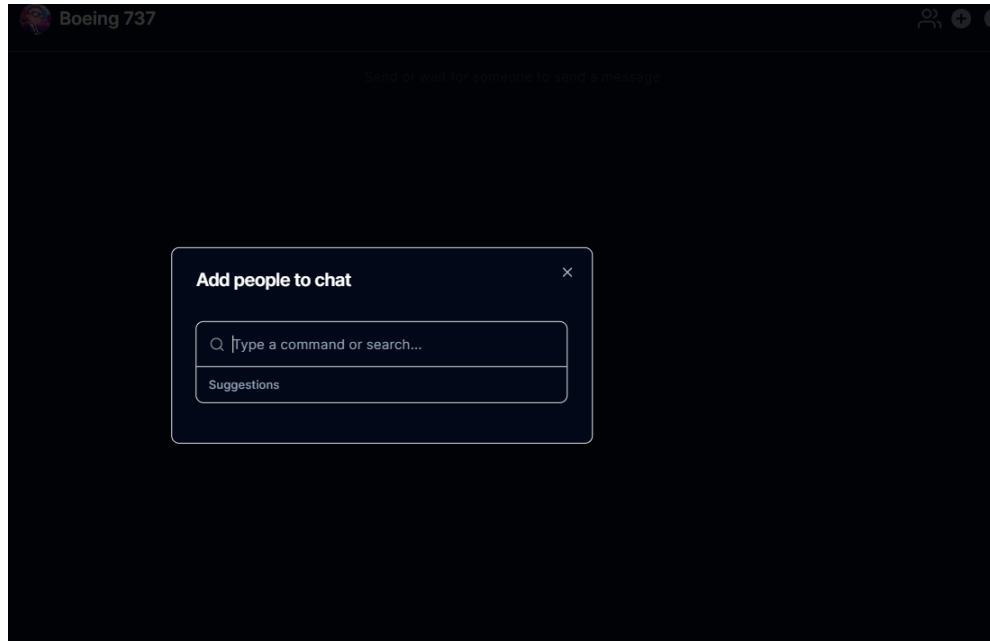 Boeing 737
Send or wait for someone to send a message
Add people to chat
Type a command or search...
Suggestions